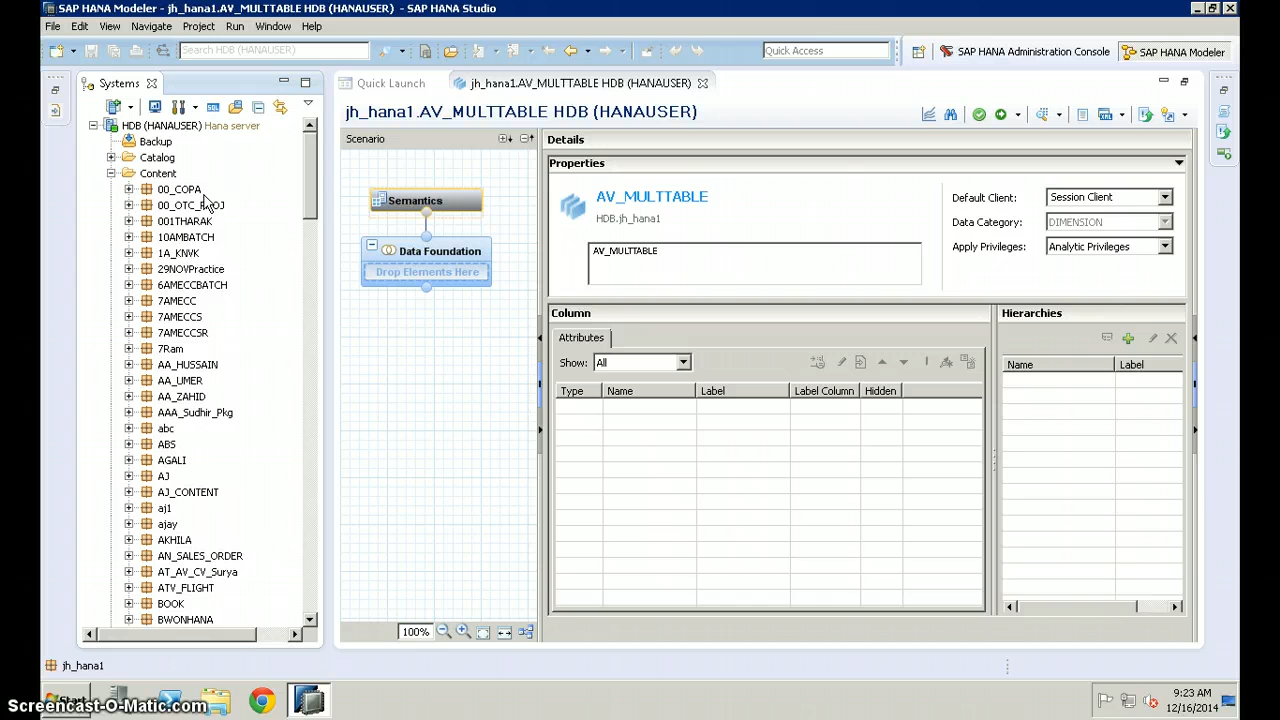 SAP HANA Modeler - jh_hana1.AV_MULTTABLE HDB (HANAUSER) - SAP HANA Studio
File Edit View Navigate Project Run Window Help
Search HDB (HANAUSER)
Quick Access
SAP HANA Administration Console
SAP HANA Modeler
Systems
Quick Launch
jh_hana1.AV_MULTTABLE HDB (HANAUSER)
jh_hana1.AV_MULTTABLE HDB (HANAUSER)
HDB (HANAUSER) Hana server
Backup
Catalog
Content
00_COPA
00_OTC_PROJ
001THARAK
10AMBATCH
1A_KNVK
29NOVPractice
6AMECCBATCH
7AMECC
7AMECCS
7AMECCSR
7Ram
AA_HUSSAIN
AA_UMER
AA_ZAHID
AAA_Sudhir_Pkg
abc
ABS
AGALI
AJ
AJ_CONTENT
aj1
ajay
AKHILA
AN_SALES_ORDER
AT_AV_CV_Surya
ATV_FLIGHT
BOOK
BWONHANA
Scenario
Semantics
Data Foundation
Drop Elements Here
100%
Details
Properties
AV_MULTTABLE
HDB.jh_hana1
AV_MULTTABLE
Default Client: Session Client
Data Category: DIMENSION
Apply Privileges: Analytic Privileges
Column
Attributes
Show: All
Type Name Label Label Column Hidden
Hierarchies
Name Label
jh_hana1
Start
Screencast-O-Matic.com
9:23 AM
12/16/2014